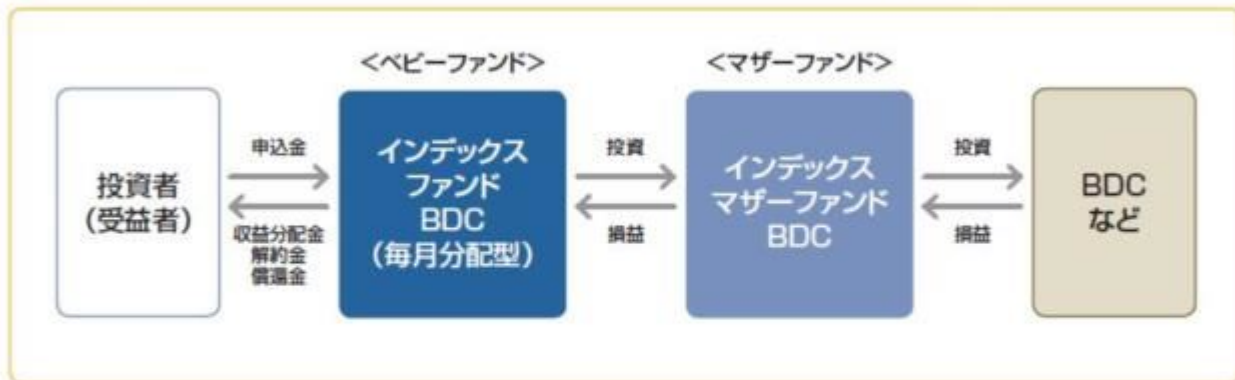 <ベビーファンド>
<マザーファンド>
投資者
(受益者)
申込金
収益分配金
解約金
償還金
インデックス
ファンド
BDC
(毎月分配型)
投資
損益
インデックス
マザーファンド
BDC
投資
損益
BDC
など